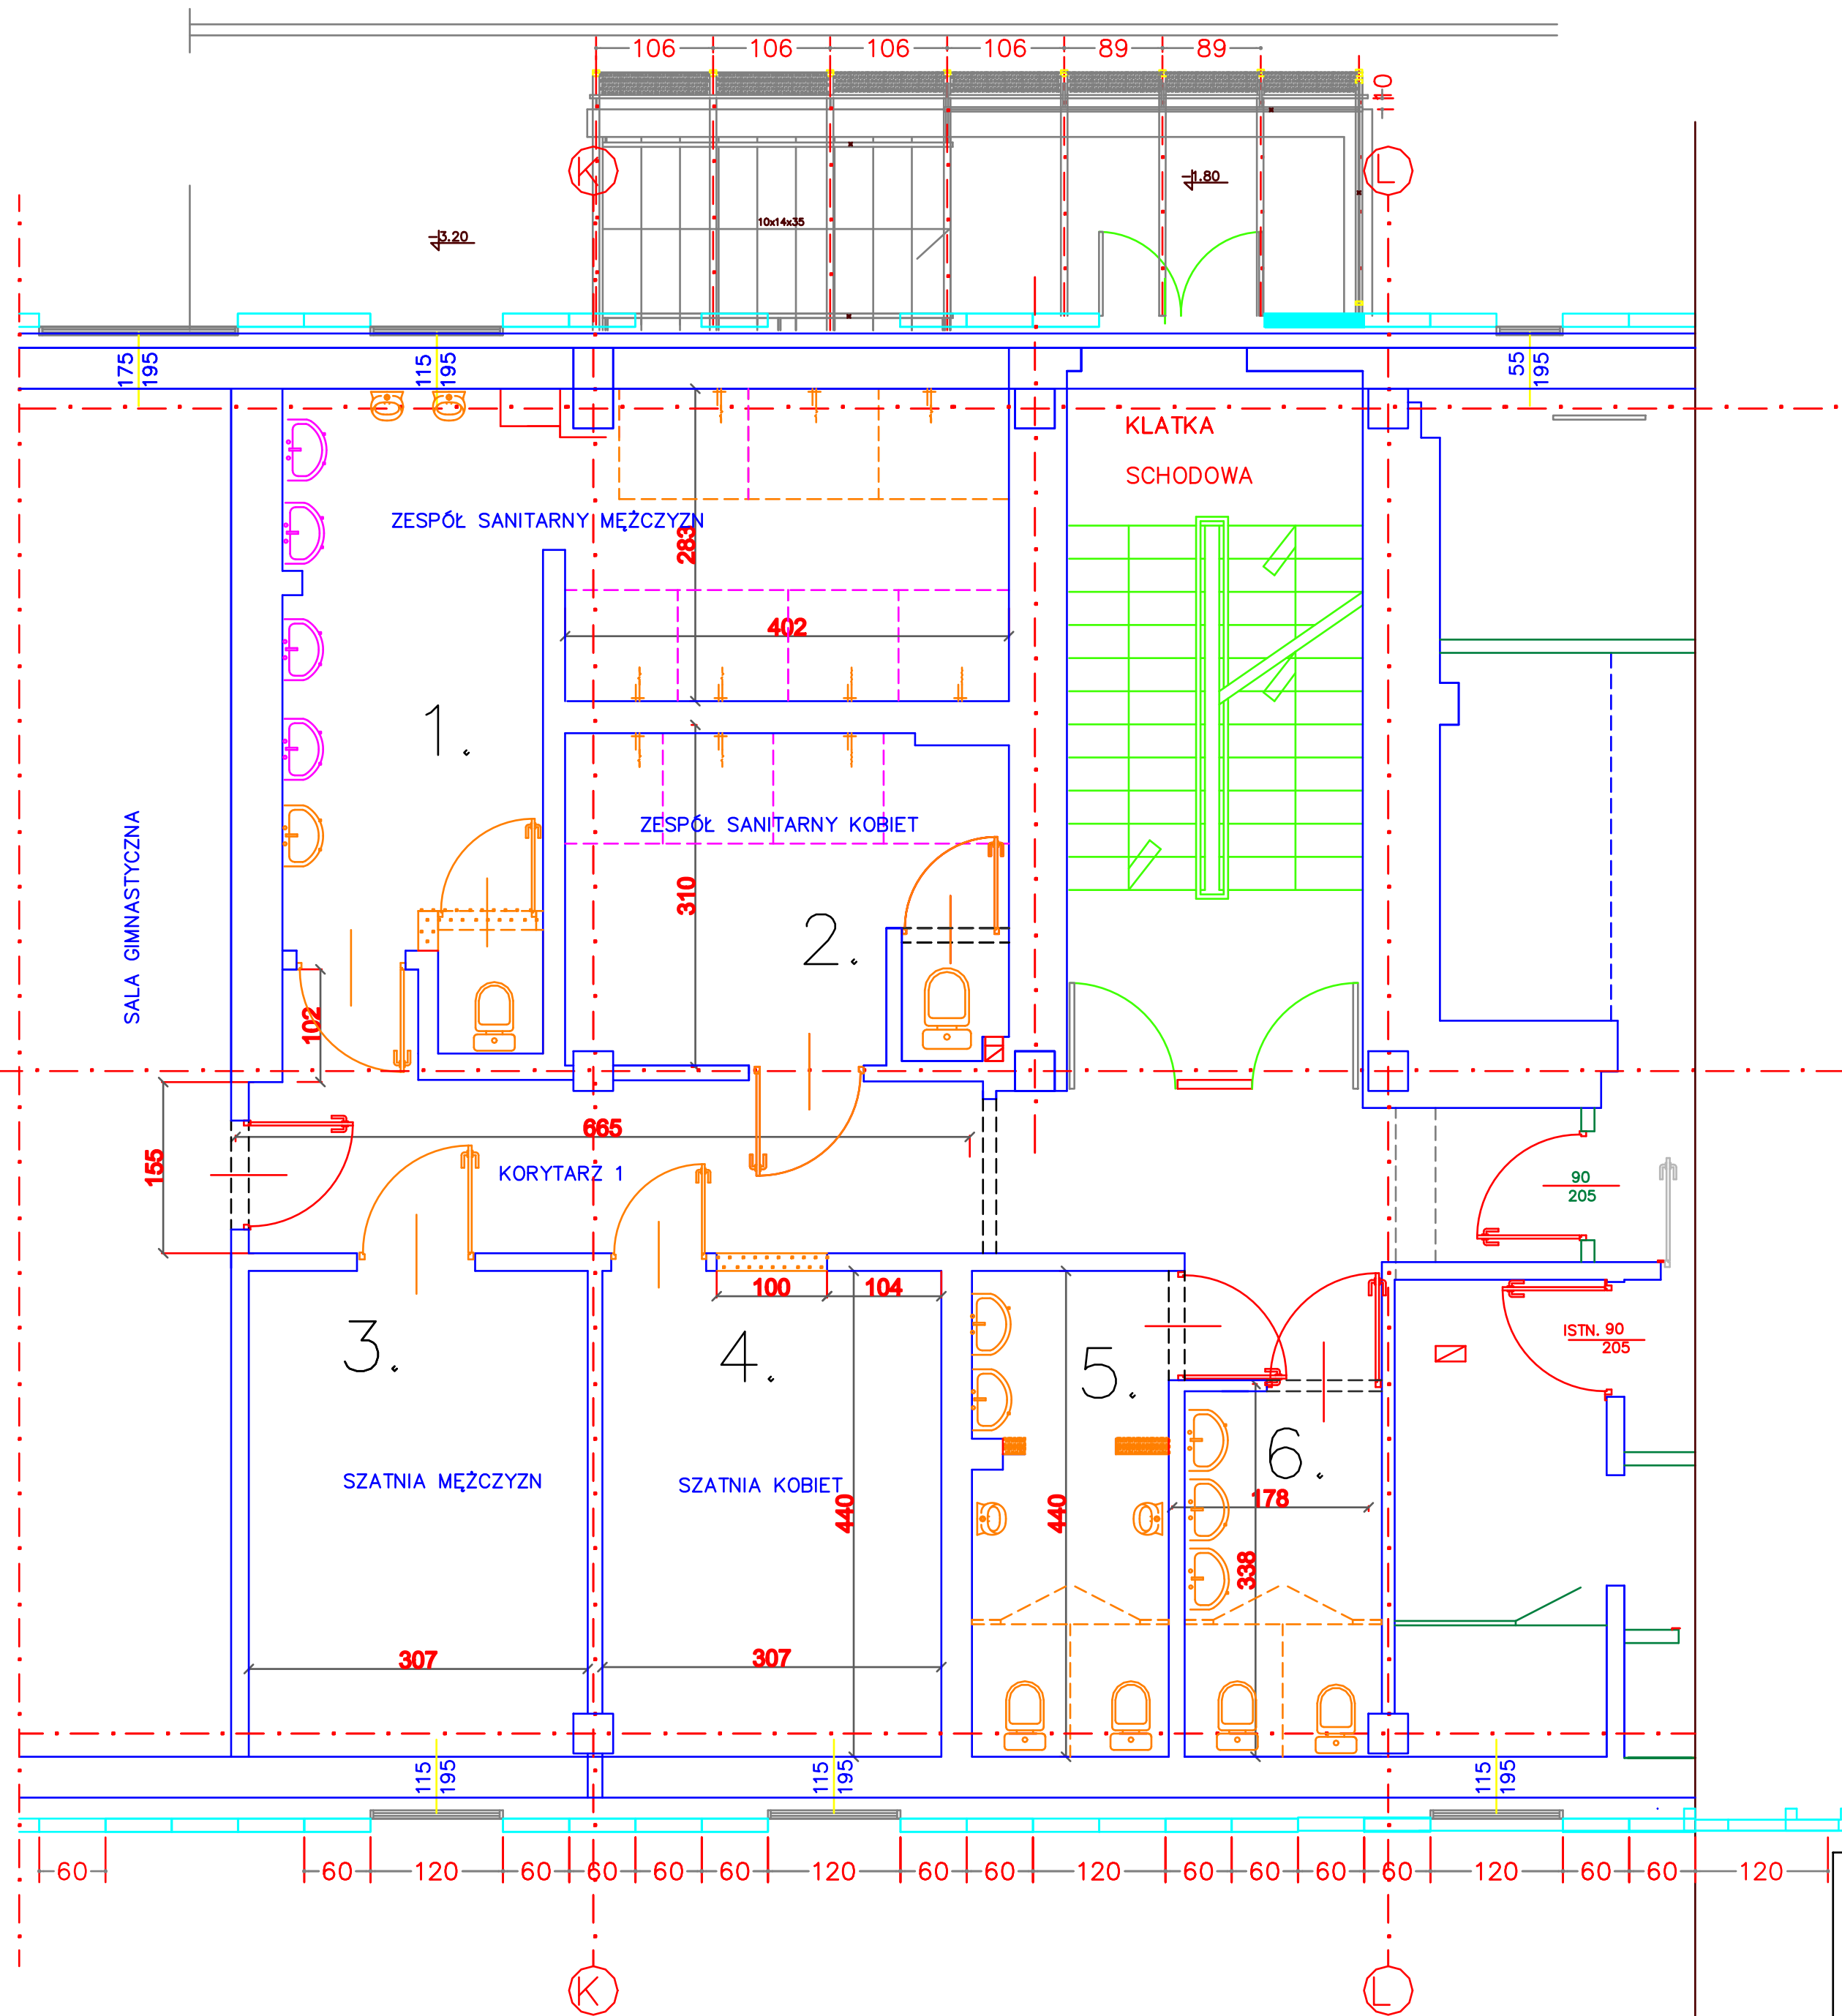 106 106 106 106 89 89
110
K
L
-1.80
10x14x35
-3.20
175
195
115
195
55
195
KLATKA
SCHODOWA
ZESPÓŁ SANITARNY MĘŻCZYZN
283
402
1.
ZESPÓŁ SANITARNY KOBIET
SALA GIMNASTYCZNA
310
2.
102
665
155
KORYTARZ 1
90
205
100 104
ISTN. 90
205
3.
4.
5.
6.
SZATNIA MĘŻCZYZN
SZATNIA KOBIET
440
440
178
338
307
307
115
195
115
195
115
195
60 60 120 60 60 60 60 120 60 60 120 60 60 60 60 120 60 60 120
K
L